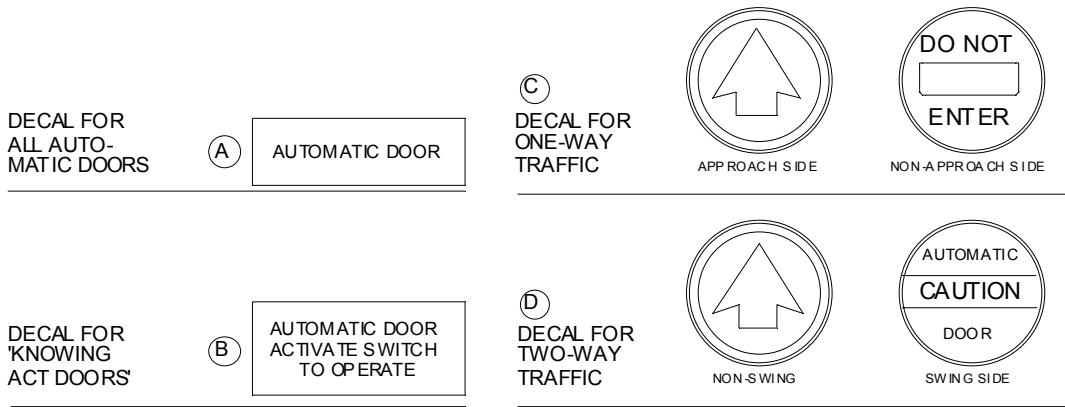 DECAL FOR
ALL AUTO-
MATIC DOORS
A
AUTOMATIC DOOR
C
DECAL FOR
ONE-WAY
TRAFFIC
APPROACH SIDE
DO NOT
ENTER
NON-APPROACH SIDE
DECAL FOR
'KNOWING
ACT DOORS'
B
AUTOMATIC DOOR
ACTIVATE SWITCH
TO OPERATE
D
DECAL FOR
TWO-WAY
TRAFFIC
NON-SWING
AUTOMATIC
CAUTION
DOOR
SWING SIDE